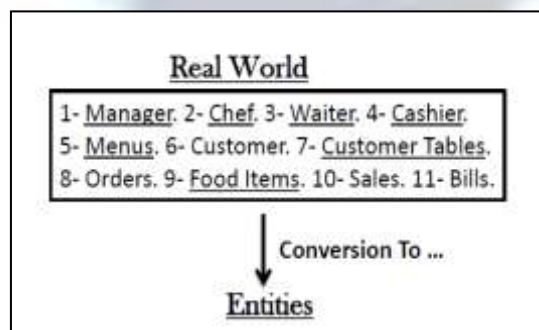 Real World
1- Manager. 2- Chef. 3- Waiter. 4- Cashier.
5- Menus. 6- Customer. 7- Customer Tables.
8- Orders. 9- Food Items. 10- Sales. 11- Bills.
Conversion To ...
Entities